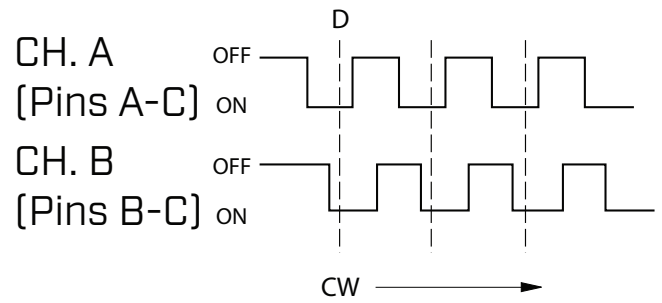 D
CH. A OFF
(Pins A-C) ON
CH. B OFF
(Pins B-C) ON
CW